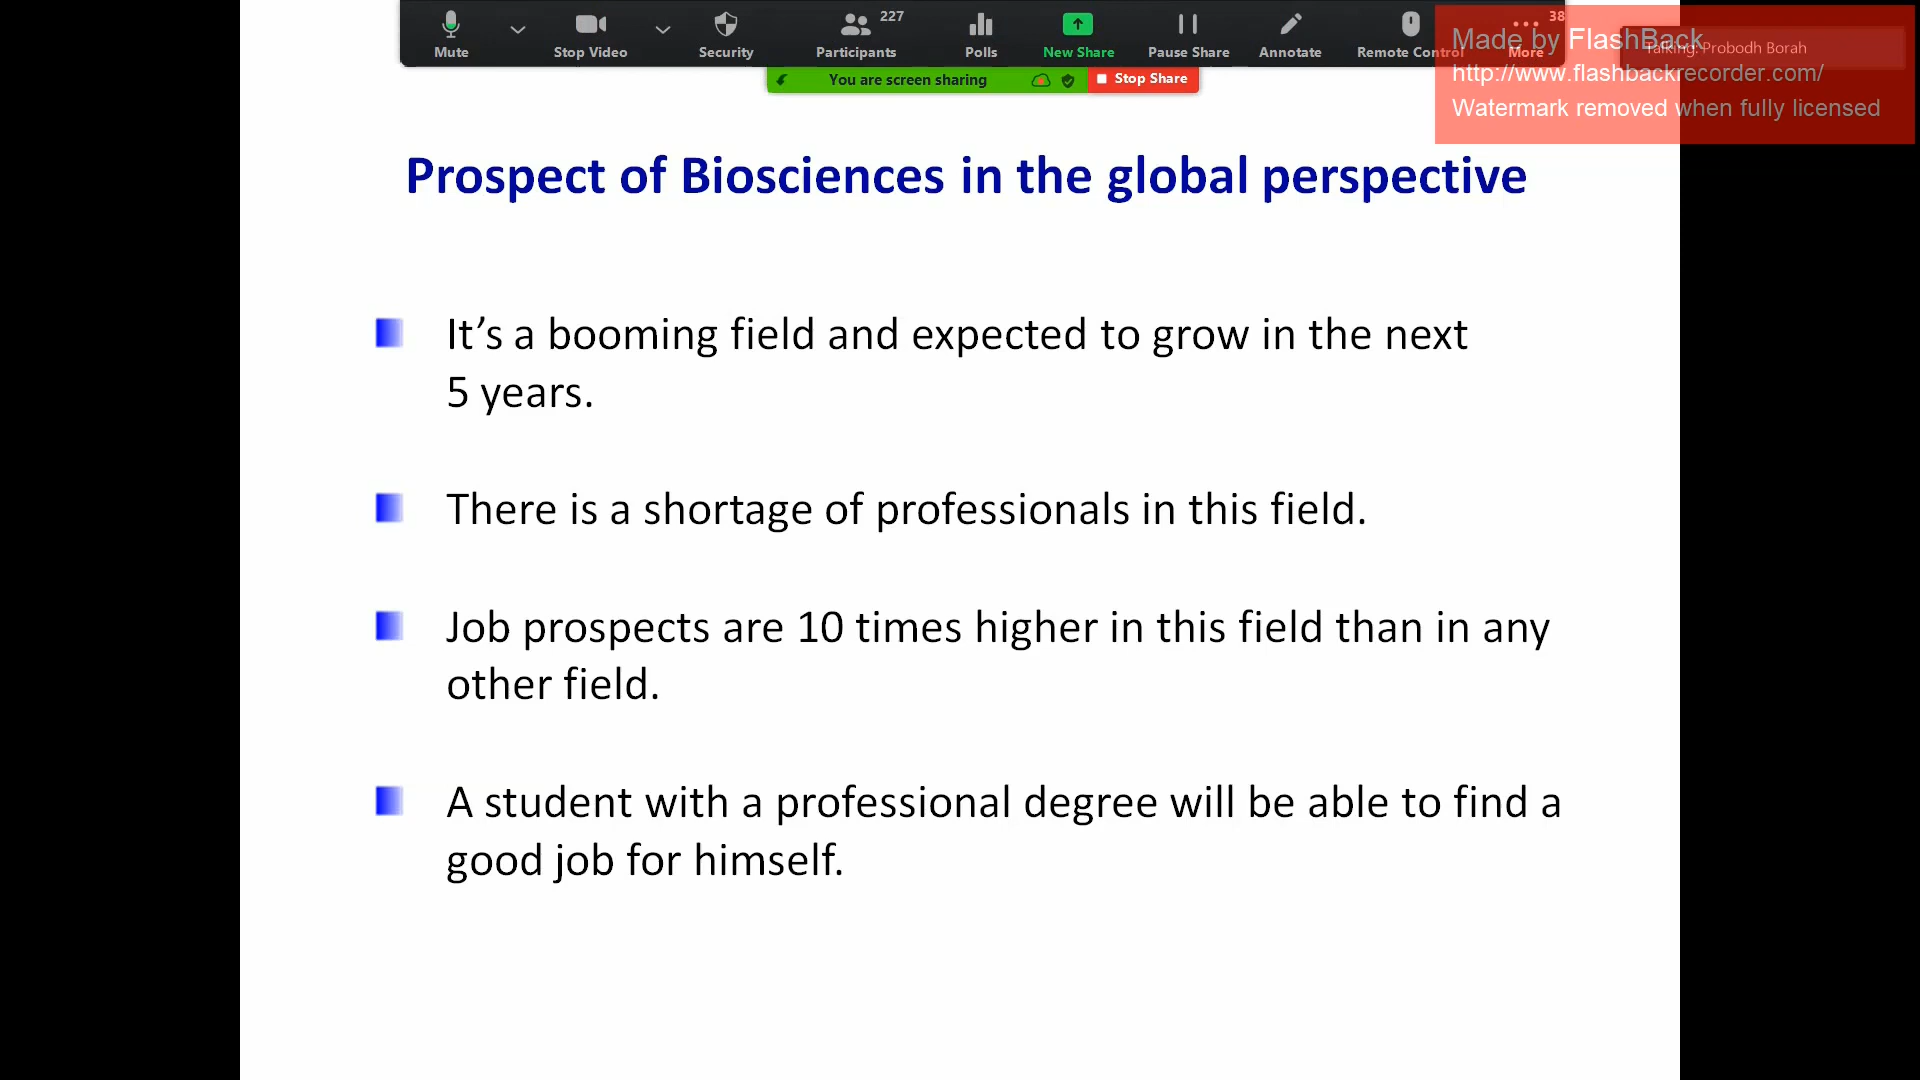 227
38
Mute
Stop Video
Security
Participants
Polls
New Share
Pause Share
Annotate
Remote Control
More
You are screen sharing
Stop Share
Talking: Probodh Borah
Made by FlashBack
http://www.flashbackrecorder.com/
Watermark removed when fully licensed
Prospect of Biosciences in the global perspective
It’s a booming field and expected to grow in the next
5 years.
There is a shortage of professionals in this field.
Job prospects are 10 times higher in this field than in any
other field.
A student with a professional degree will be able to find a
good job for himself.